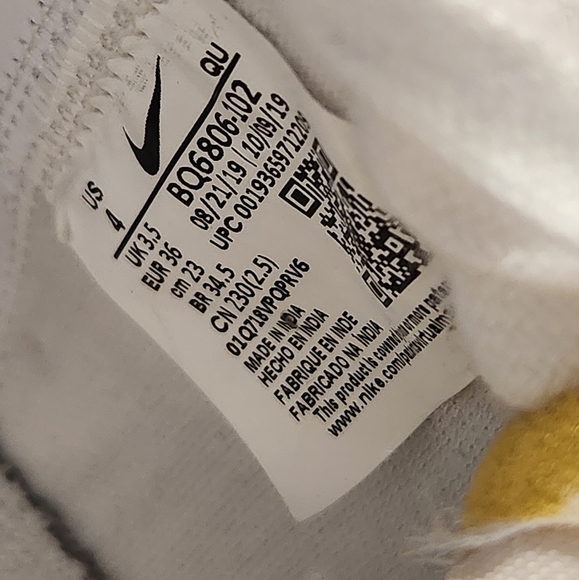 QU
US
4
BQ6806-102
08/21/19 | 10/09/19
UPC
UK 3.5
EUR 36
cm 23
BR 34.5
CN 230(2.5)
01O71BVPQPRV6
MADE IN INDIA
HECHO EN INDIA
FABRIQUE EN INDE
FABRICADO NA INDIA
This product is covered
www.nike.com/